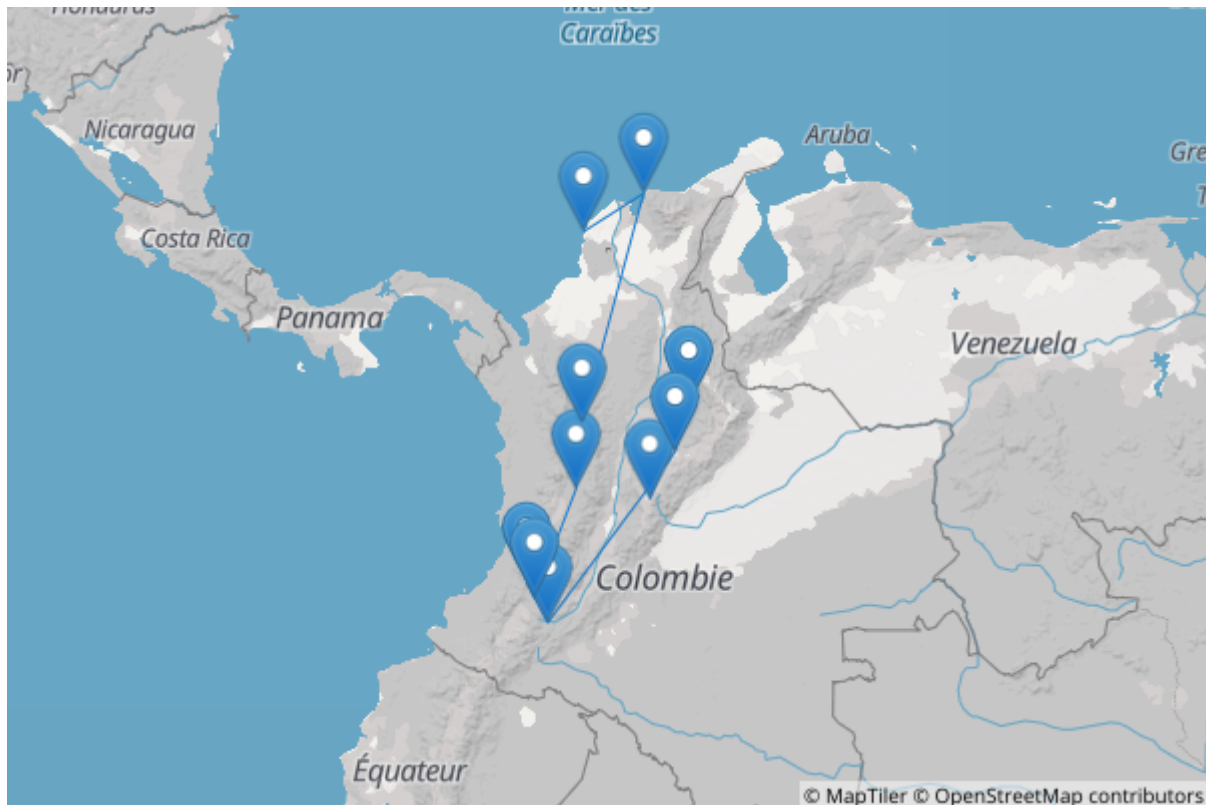 Mer des
Caraïbes
Nicaragua
Aruba
Costa Rica
Panama
Venezuela
Colombie
Équateur
© MapTiler © OpenStreetMap contributors